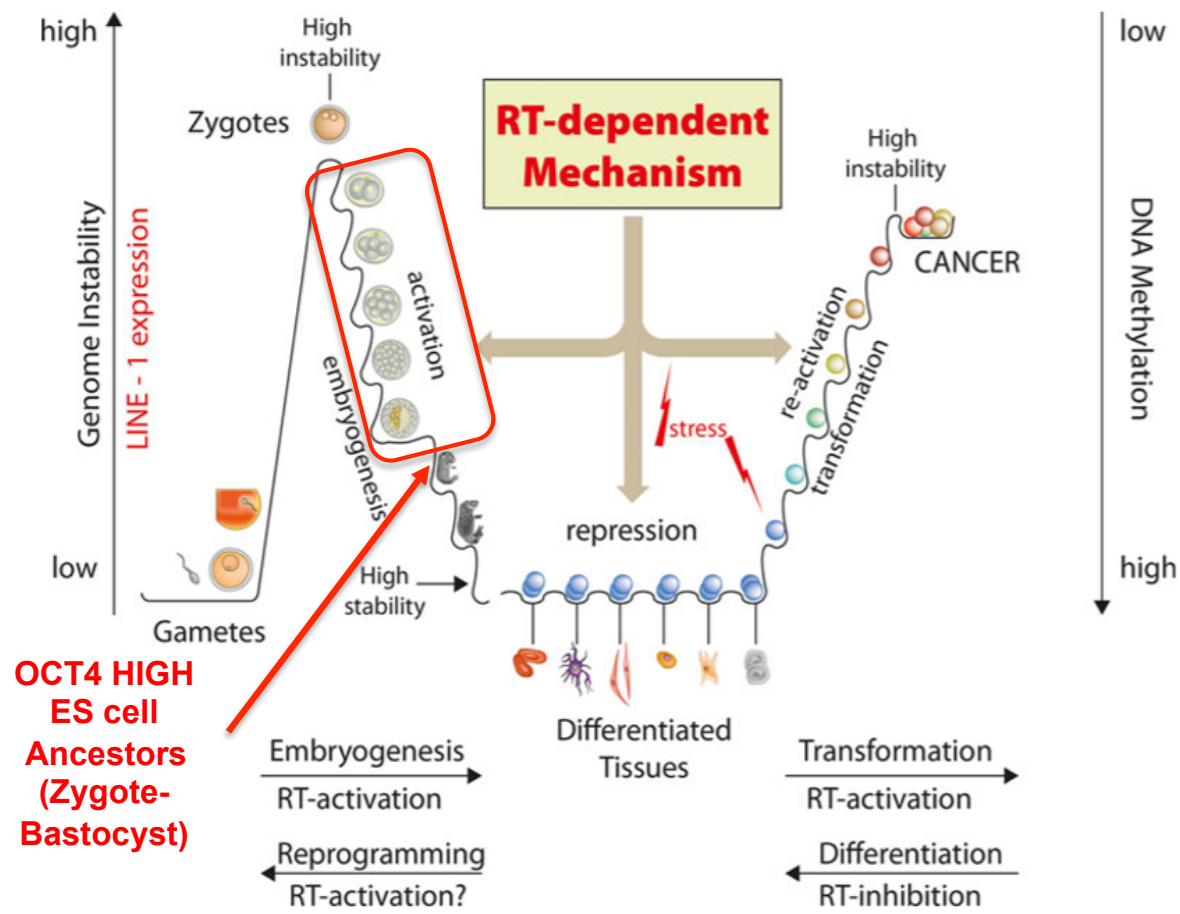 high
High
instability
Zygotes
RT-dependent
Mechanism
low
High
instability
CANCER
Genome Instability
LINE - 1 expression
activation
embryogenesis
DNA Methylation
re-activation
transformation
stress
repression
low
High
stability
high
Gametes
OCT4 HIGH
ES cell
Ancestors
(Zygote-
Bastocyst)
Differentiated
Tissues
Embryogenesis
RT-activation
Reprogramming
RT-activation?
Transformation
RT-activation
Differentiation
RT-inhibition